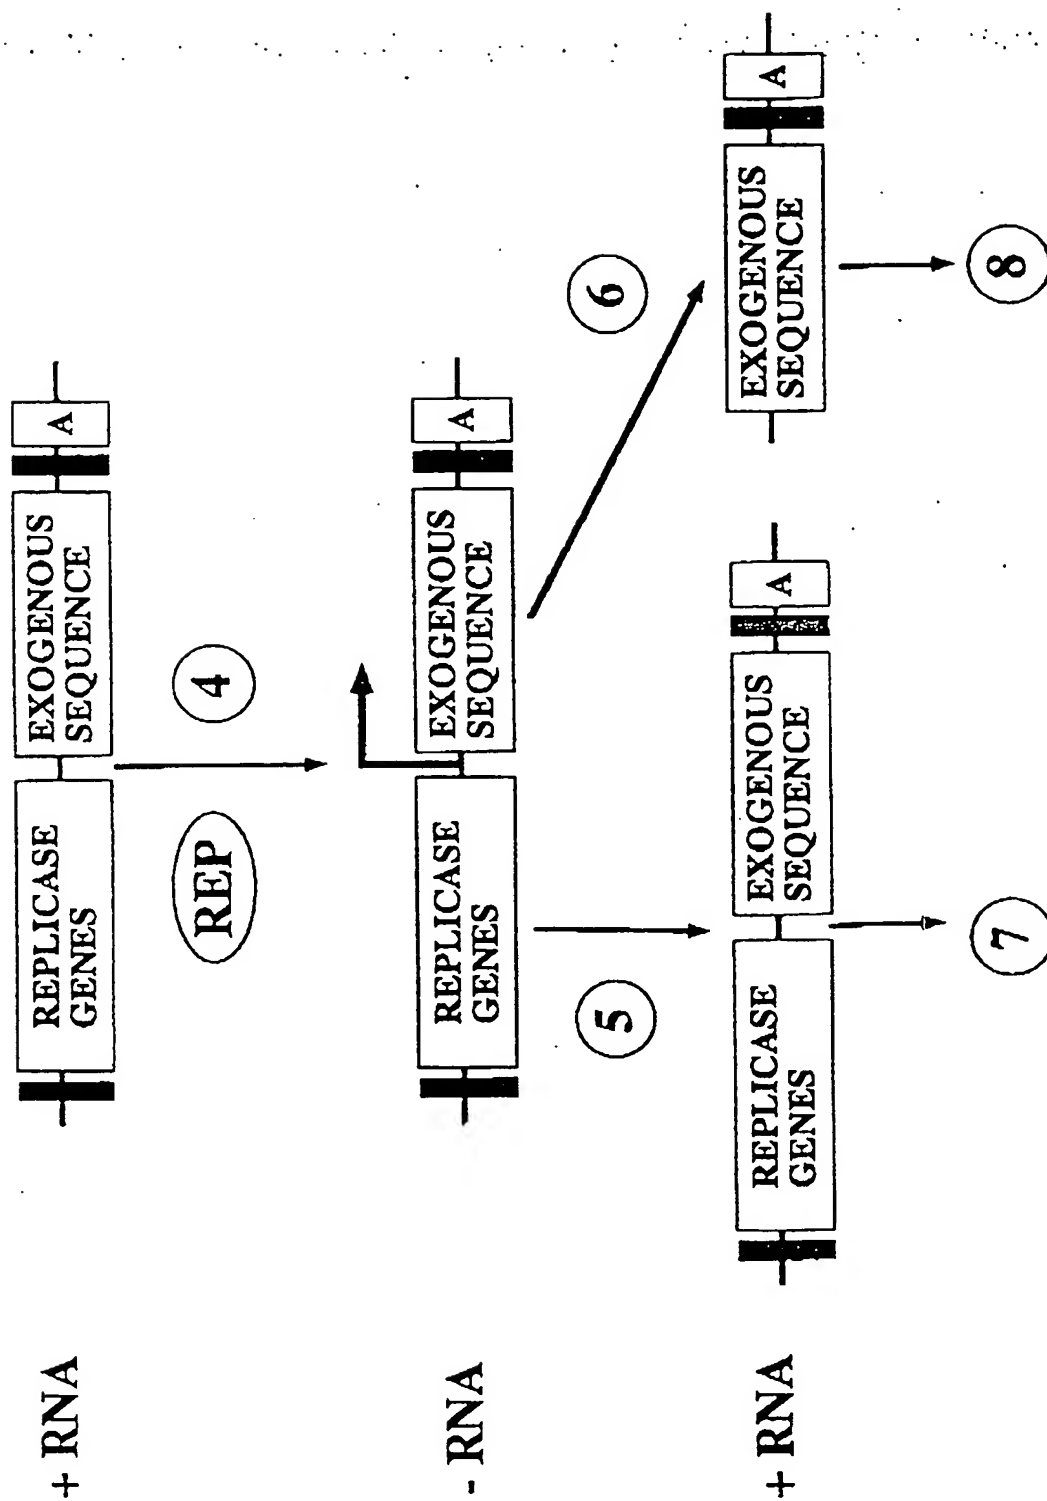 + RNA
REPLICASE
GENES
EXOGENOUS
SEQUENCE
A
REP
4
- RNA
REPLICASE
GENES
EXOGENOUS
SEQUENCE
A
5
6
+ RNA
REPLICASE
GENES
EXOGENOUS
SEQUENCE
A
EXOGENOUS
SEQUENCE
A
7
8